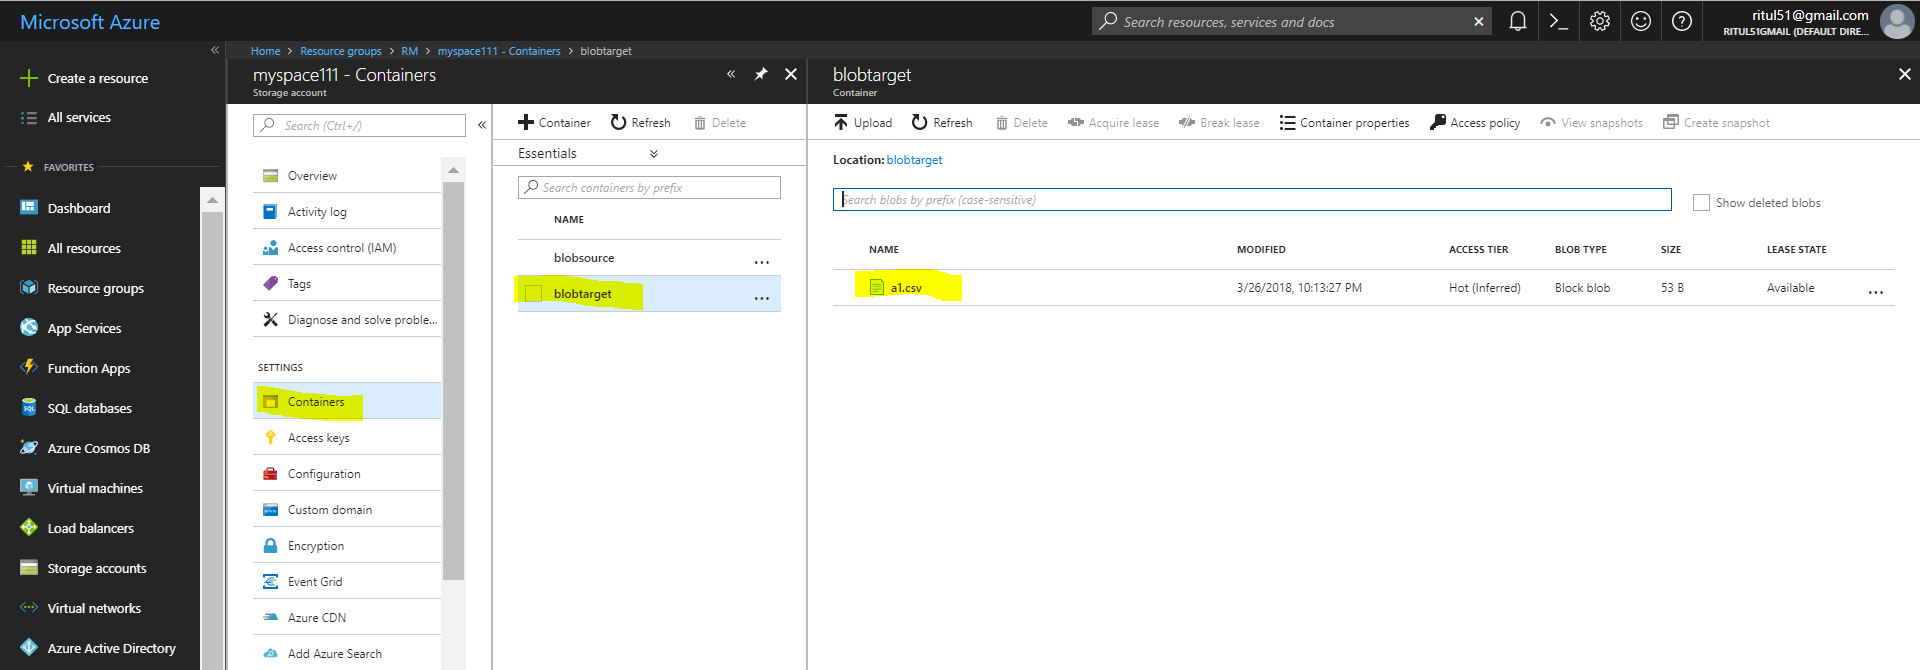 Microsoft Azure
Search resources, services and docs
ritul51@gmail.com
RITUL51GMAIL (DEFAULT DIRE...
Home > Resource groups > RM > myspace111 - Containers > blobtarget
Create a resource
All services
FAVORITES
Dashboard
All resources
Resource groups
App Services
Function Apps
SQL databases
Azure Cosmos DB
Virtual machines
Load balancers
Storage accounts
Virtual networks
Azure Active Directory
myspace111 - Containers
Storage account
Search (Ctrl+/)
Overview
Activity log
Access control (IAM)
Tags
Diagnose and solve proble...
SETTINGS
Containers
Access keys
Configuration
Custom domain
Encryption
Event Grid
Azure CDN
Add Azure Search
Container Refresh Delete
Essentials
Search containers by prefix
NAME
blobsource ...
blobtarget ...
blobtarget
Container
Upload Refresh Delete Acquire lease Break lease Container properties Access policy View snapshots Create snapshot
Location: blobtarget
Search blobs by prefix (case-sensitive)
Show deleted blobs
NAME MODIFIED ACCESS TIER BLOB TYPE SIZE LEASE STATE
a1.csv 3/26/2018, 10:13:27 PM Hot (Inferred) Block blob 53 B Available ...